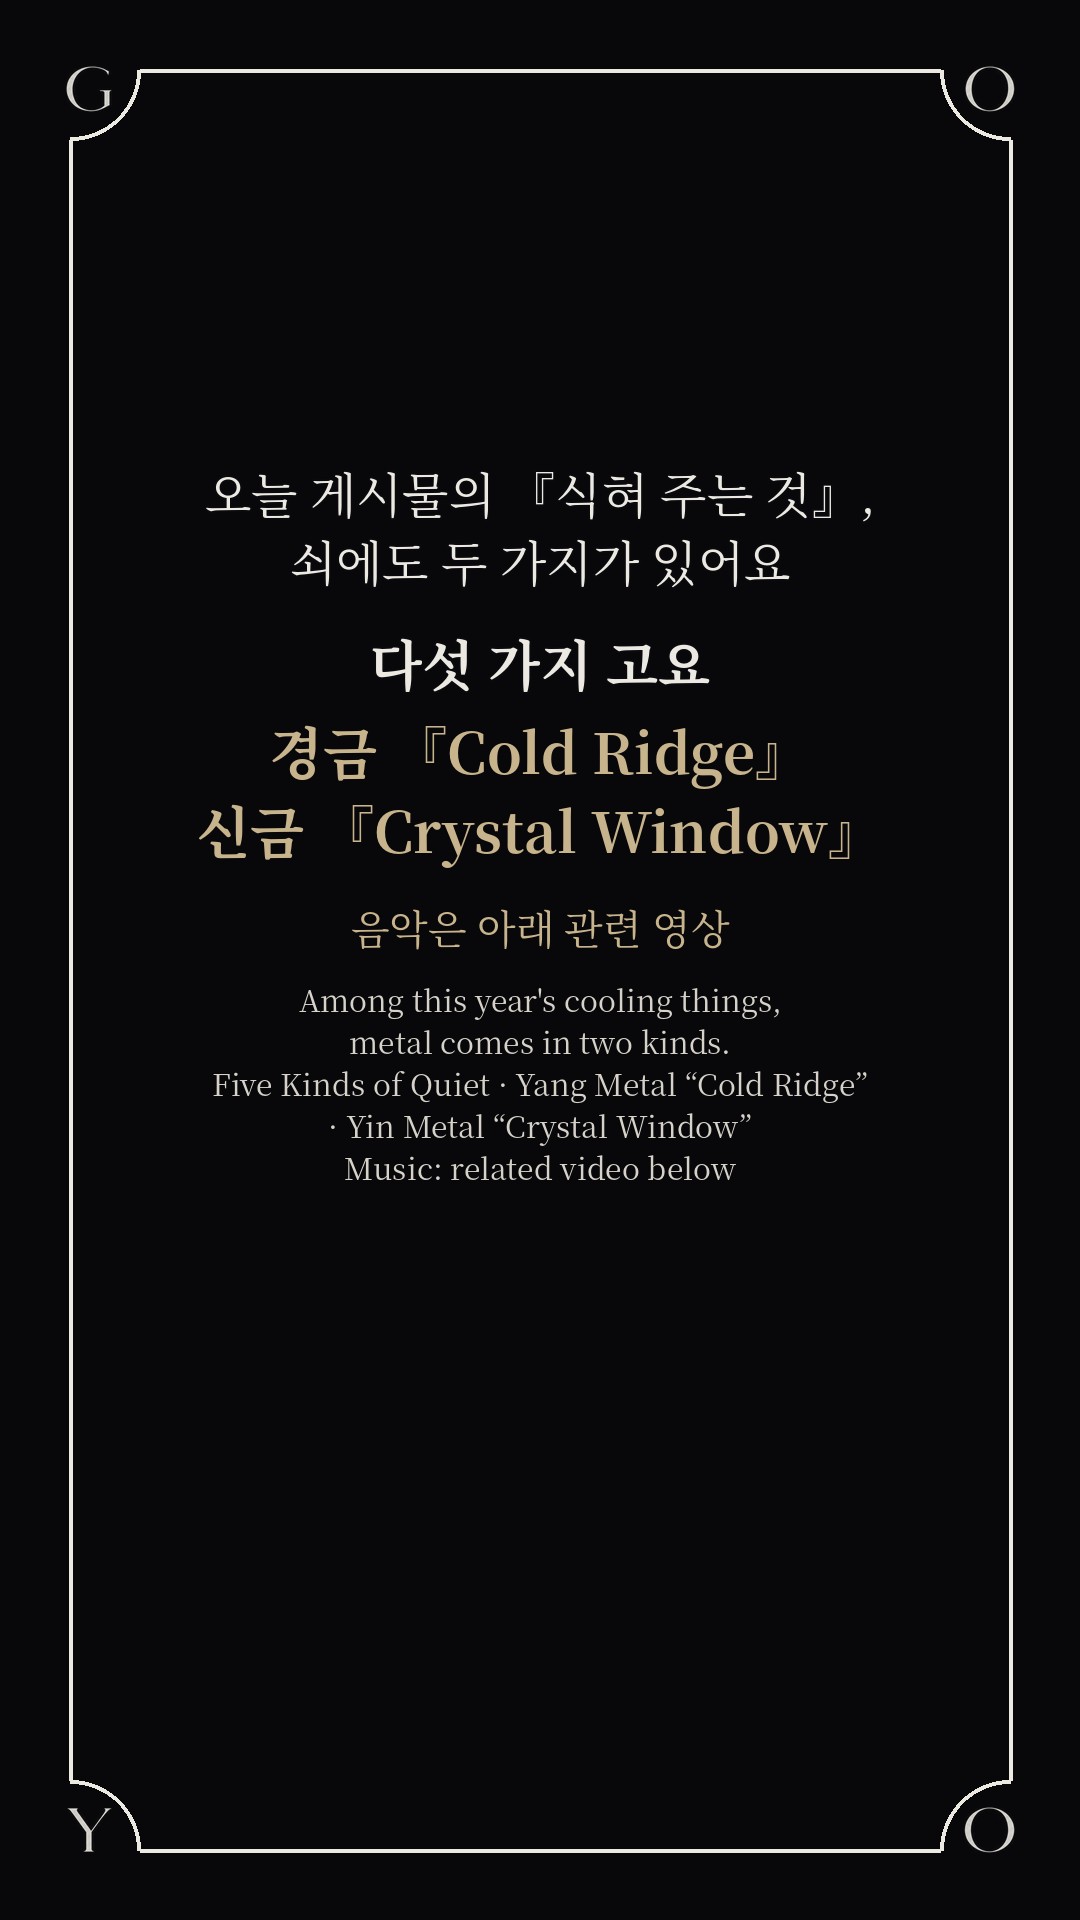 G O
오늘 게시물의 『식혀 주는 것』,
쇠에도 두 가지가 있어요
다섯 가지 고요
경금 『Cold Ridge』
신금 『Crystal Window』
음악은 아래 관련 영상
Among this year's cooling things,
metal comes in two kinds.
Five Kinds of Quiet · Yang Metal “Cold Ridge”
· Yin Metal “Crystal Window”
Music: related video below
Y O